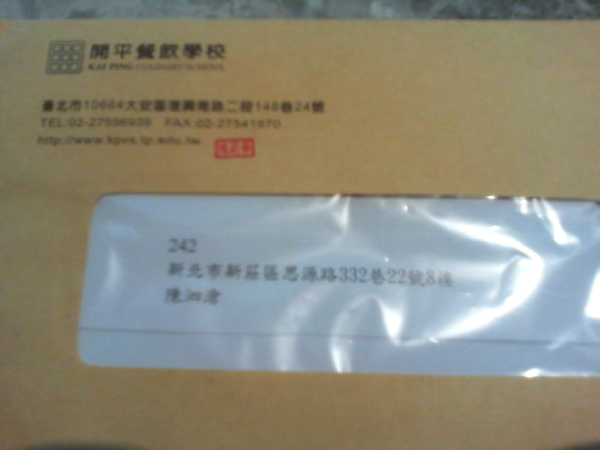 開平餐飲學校
KAI PING CULINARY SCHOOL
臺北市10664大安區復興南路二段148巷24號
TEL:02-27556939 FAX:02-27541970
http://www.kpvs.tp.edu.tw
242
新北市新莊區思源路332巷22號8樓
陳泗滄